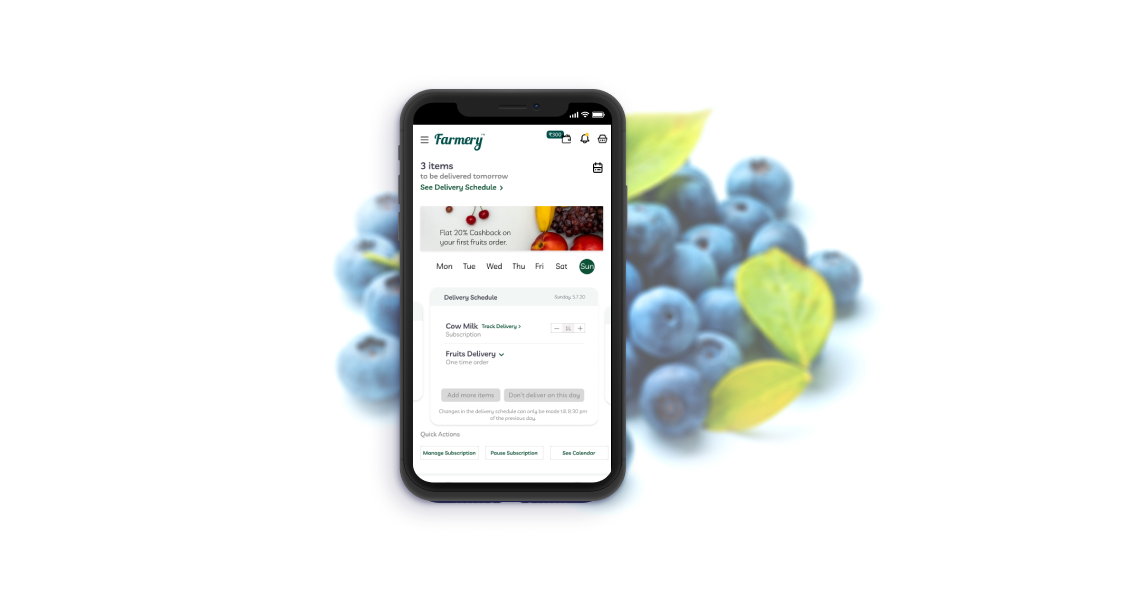 ₹300
Farmery™
3 items
to be delivered tomorrow
See Delivery Schedule >
Flat 20% Cashback on
your first fruits order.
Mon Tue Wed Thu Fri Sat Sun
Delivery Schedule Sunday, 5.7.20
Cow Milk Track Delivery >
Subscription
− 1L +
Fruits Delivery
One time order
Add more items Don't deliver on this day
Changes in the delivery schedule can only be made till 8:30 pm
of the previous day.
Quick Actions
Manage Subscription Pause Subscription See Calendar